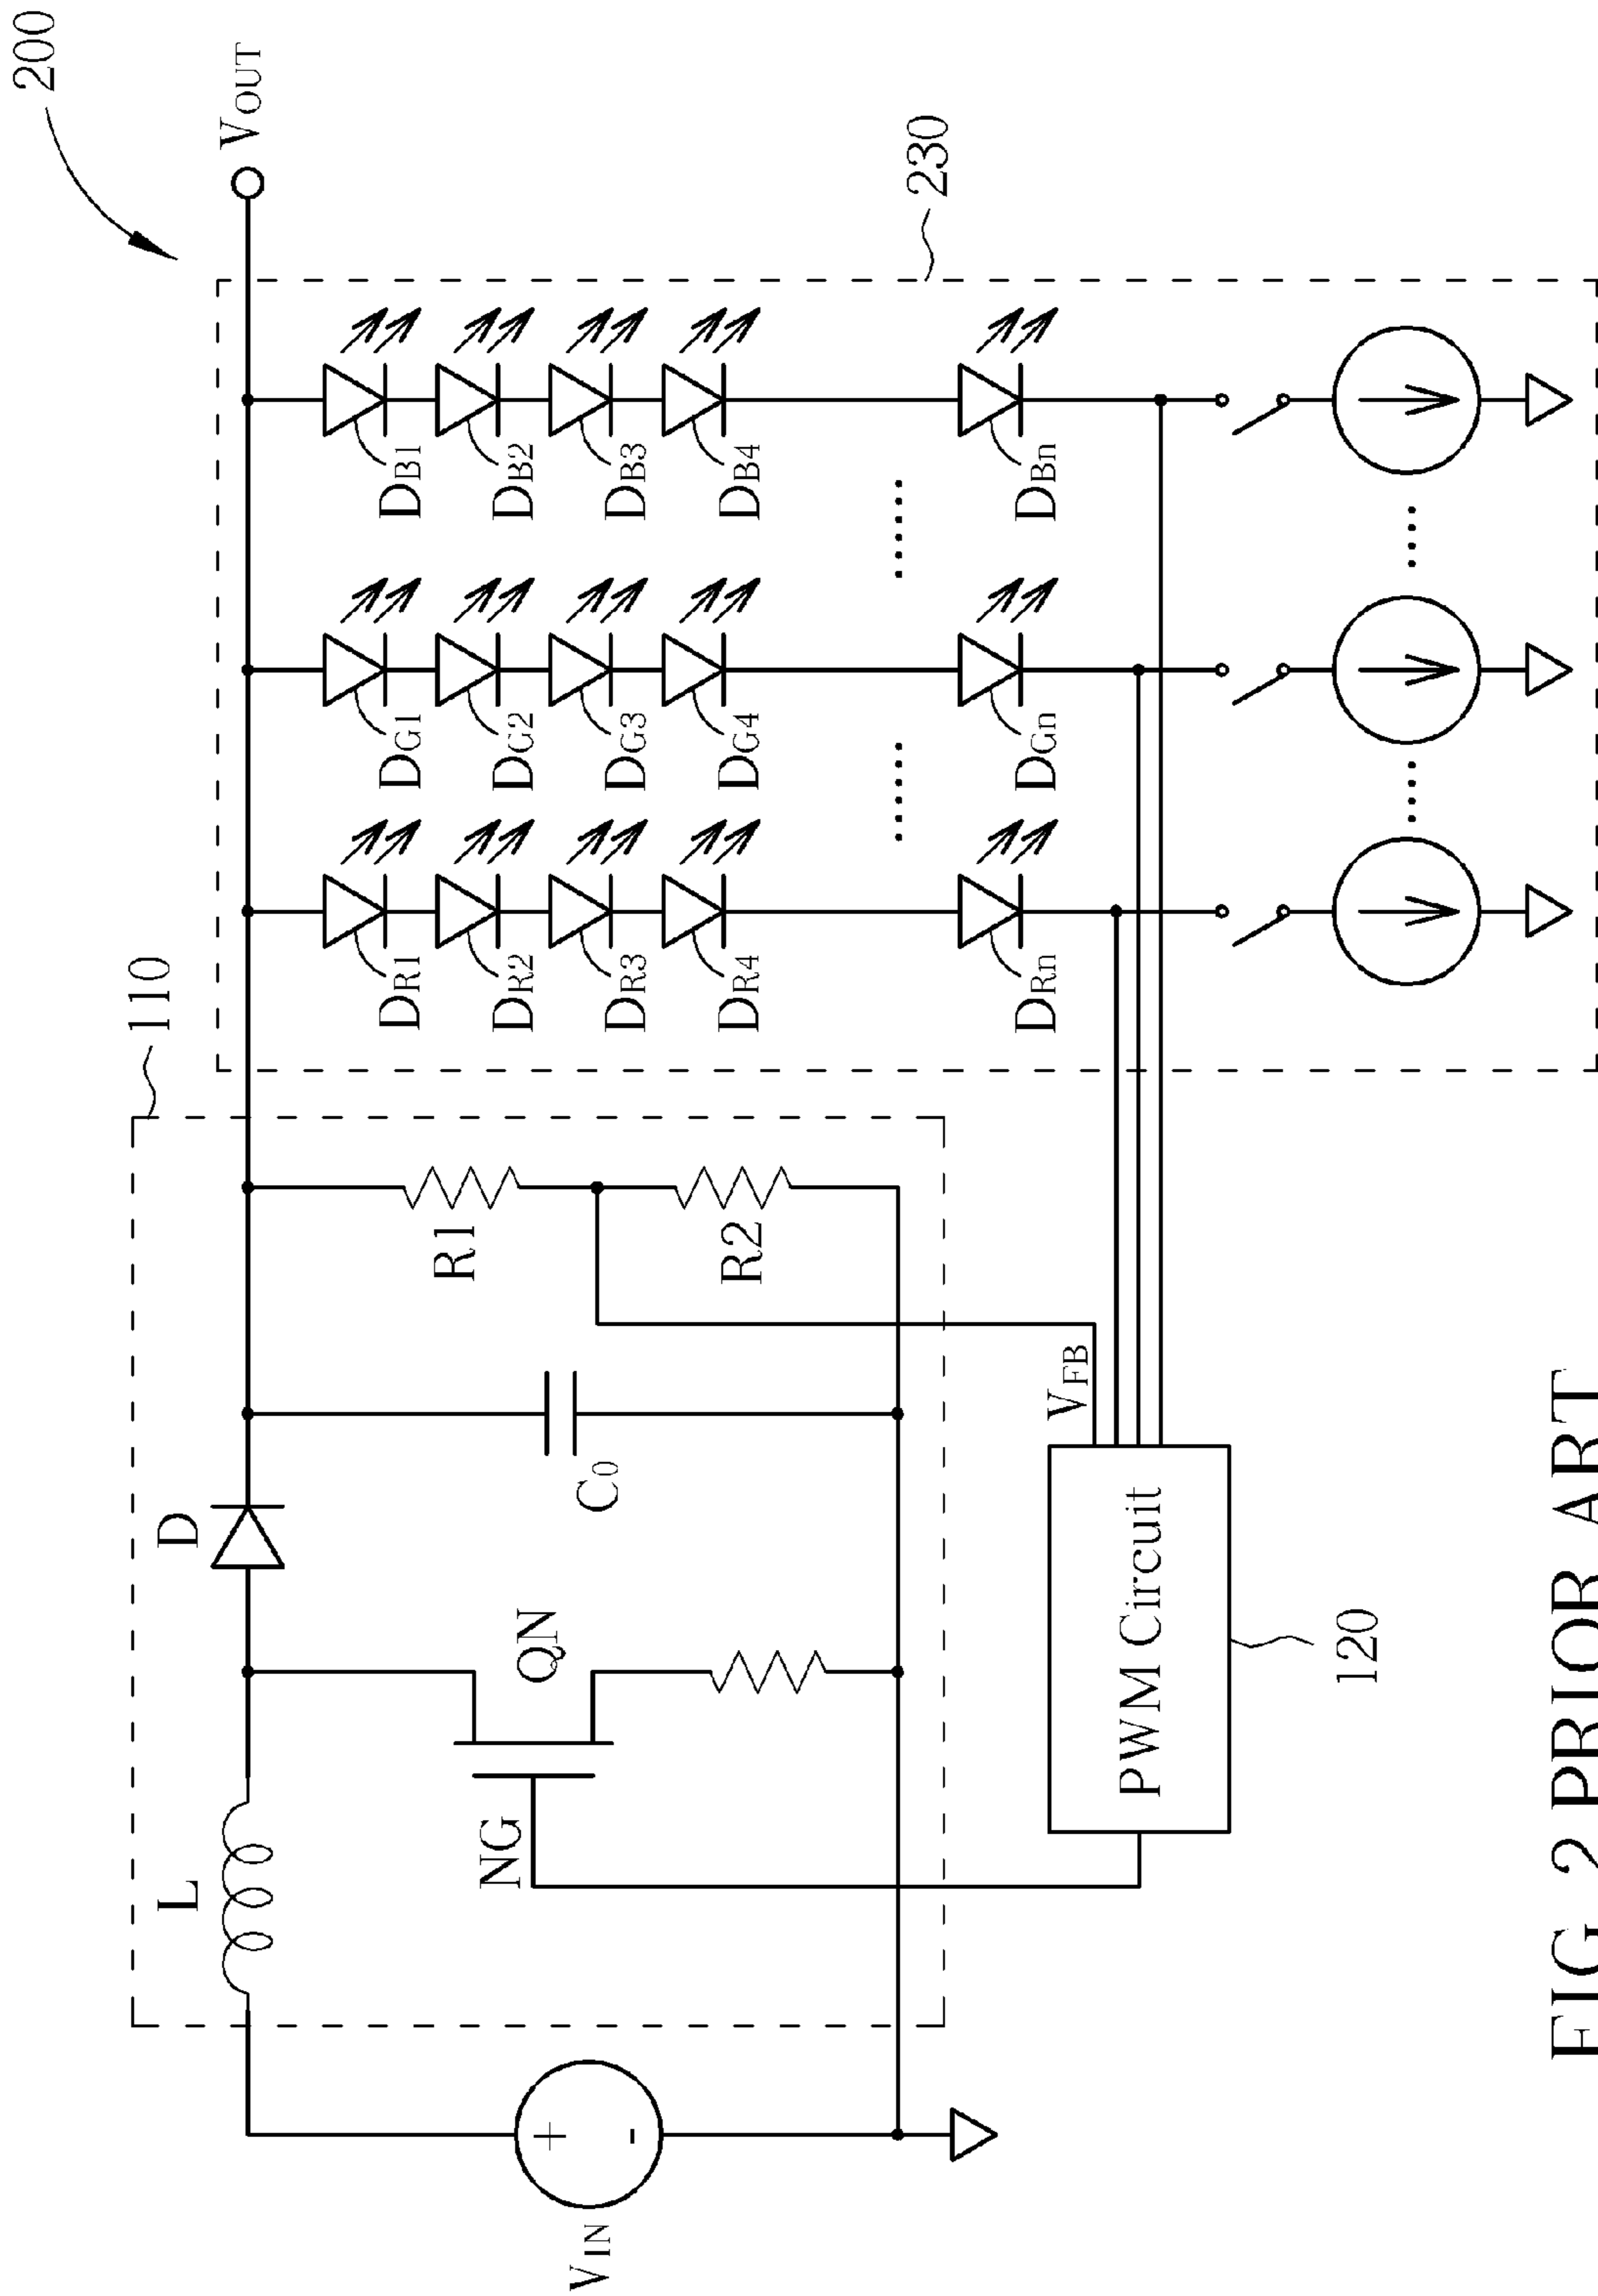 200
VOUT
110
L
D
QN
NG
C0
R1
R2
VIN
+
-
VFB
PWM Circuit
120
230
DR1
DR2
DR3
DR4
DRn
DG1
DG2
DG3
DG4
DGn
DB1
DB2
DB3
DB4
DBn
FIG. 2 PRIOR ART